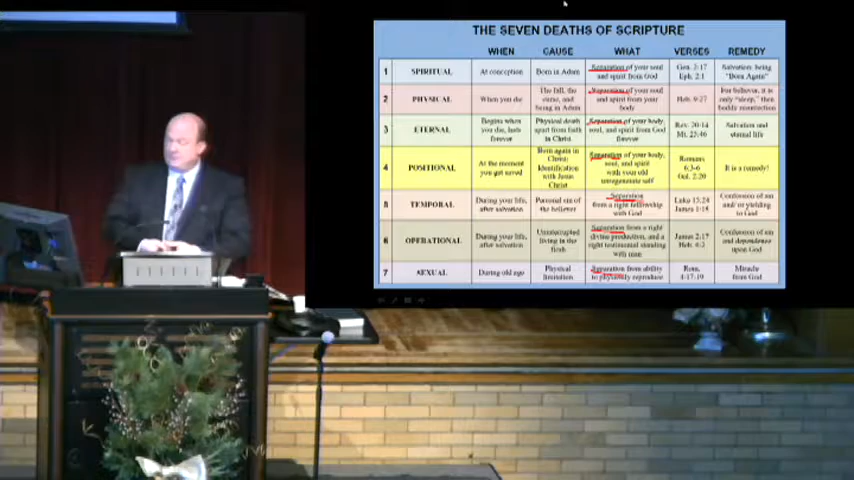 THE SEVEN DEATHS OF SCRIPTURE
WHEN CAUSE WHAT VERSES REMEDY
1 SPIRITUAL At conception Born in Adam Separation of your soul and spirit from God Gen. 2:17 Eph. 2:1 Salvation: being "Born Again"
2 PHYSICAL When you die The fall, the curse, and being in Adam Separation of your soul and spirit from your body Heb. 9:27 For believer, it is only "sleep," then bodily resurrection
3 ETERNAL Begins when you die, lasts forever Physical death apart from faith in Christ Separation of your body, soul, and spirit from God forever Rev. 20:14 Mt. 25:46 Salvation and eternal life
4 POSITIONAL At the moment you got saved Born again in Christ; Identification with Jesus Christ Separation of your body, soul, and spirit with your old unregenerate self Romans 6:3-6 Gal. 2:20 It is a remedy!
5 TEMPORAL During your life, after salvation Personal sin of the believer Separation from a right fellowship with God Luke 15:24 James 1:15 Confession of sin and/or yielding to God
6 OPERATIONAL During your life, after salvation Uninterrupted living in the flesh Separation from a right divine production, and a right testimonial standing with man James 2:17 Heb. 6:2 Confession of sin and dependence upon God
7 SEXUAL During old age Physical limitation Separation from ability to physically reproduce Rom. 4:17-19 Miracle from God